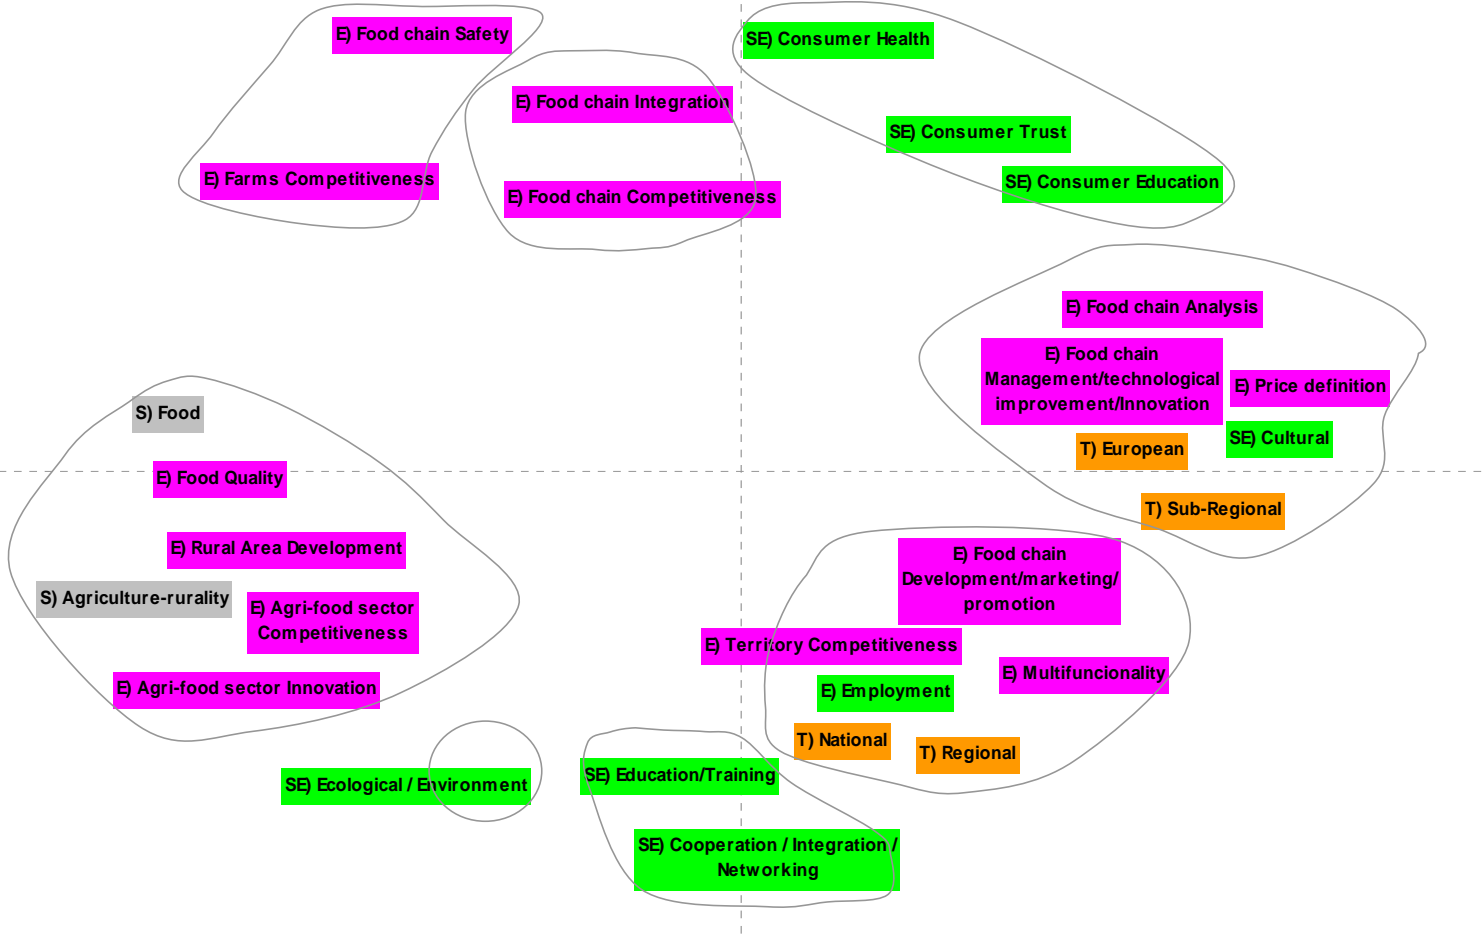 E) Food chain Safety
SE) Consumer Health
E) Food chain Integration
SE) Consumer Trust
E) Farms Competitiveness
E) Food chain Competitiveness
SE) Consumer Education
E) Food chain Analysis
E) Food chain
Management/technological
improvement/Innovation
E) Price definition
SE) Cultural
T) European
T) Sub-Regional
S) Food
E) Food Quality
E) Rural Area Development
S) Agriculture-rurality
E) Agri-food sector
Competitiveness
E) Agri-food sector Innovation
E) Food chain
Development/marketing/
promotion
E) Territory Competitiveness
E) Multifuncionality
E) Employment
T) National
T) Regional
SE) Ecological / Environment
SE) Education/Training
SE) Cooperation / Integration /
Networking